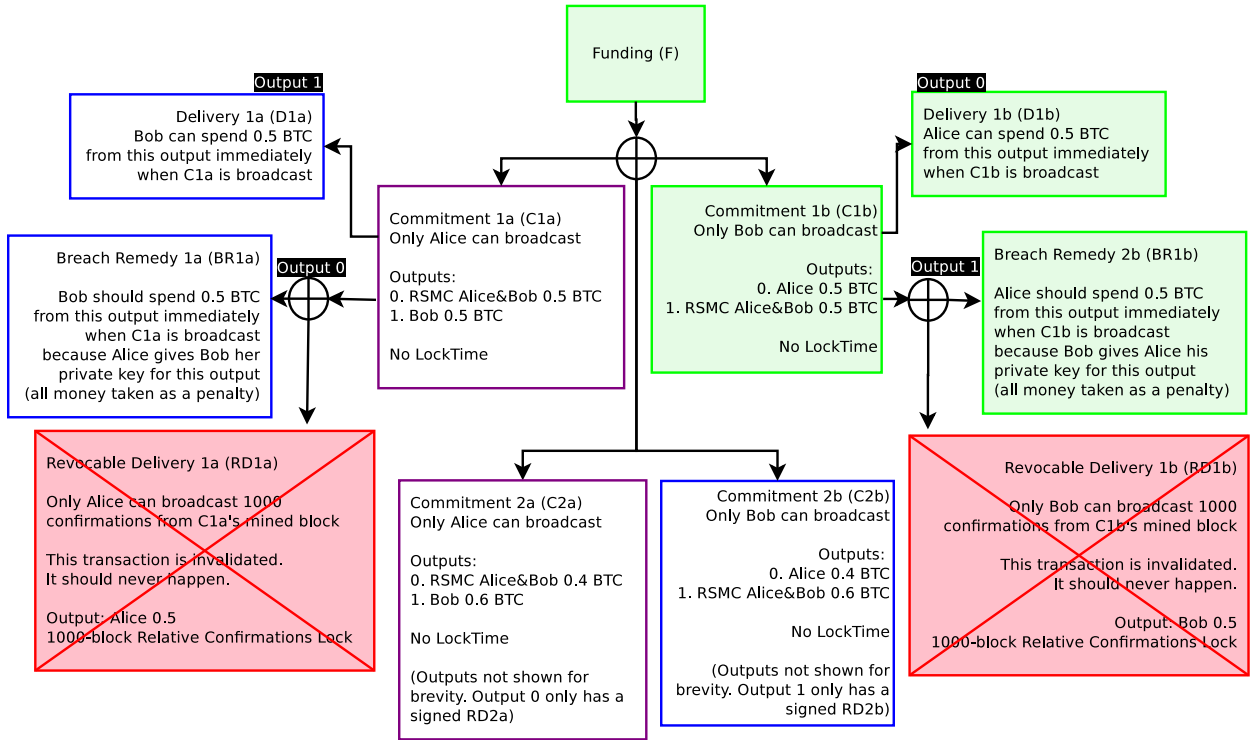 Funding (F)
Output 1
Delivery 1a (D1a)
Bob can spend 0.5 BTC
from this output immediately
when C1a is broadcast
Output 0
Delivery 1b (D1b)
Alice can spend 0.5 BTC
from this output immediately
when C1b is broadcast
Commitment 1a (C1a)
Only Alice can broadcast
Outputs:
0. RSMC Alice&Bob 0.5 BTC
1. Bob 0.5 BTC
No LockTime
Commitment 1b (C1b)
Only Bob can broadcast
Outputs:
0. Alice 0.5 BTC
1. RSMC Alice&Bob 0.5 BTC
No LockTime
Output 0
Breach Remedy 1a (BR1a)
Bob should spend 0.5 BTC
from this output immediately
when C1a is broadcast
because Alice gives Bob her
private key for this output
(all money taken as a penalty)
Output 1
Breach Remedy 2b (BR1b)
Alice should spend 0.5 BTC
from this output immediately
when C1b is broadcast
because Bob gives Alice his
private key for this output
(all money taken as a penalty)
Revocable Delivery 1a (RD1a)
Only Alice can broadcast 1000
confirmations from C1a's mined block
This transaction is invalidated.
It should never happen.
Output: Alice 0.5
1000-block Relative Confirmations Lock
Commitment 2a (C2a)
Only Alice can broadcast
Outputs:
0. RSMC Alice&Bob 0.4 BTC
1. Bob 0.6 BTC
No LockTime
(Outputs not shown for
brevity. Output 0 only has a
signed RD2a)
Commitment 2b (C2b)
Only Bob can broadcast
Outputs:
0. Alice 0.4 BTC
1. RSMC Alice&Bob 0.6 BTC
No LockTime
(Outputs not shown for
brevity. Output 1 only has a
signed RD2b)
Revocable Delivery 1b (RD1b)
Only Bob can broadcast 1000
confirmations from C1b's mined block
This transaction is invalidated.
It should never happen.
Output: Bob 0.5
1000-block Relative Confirmations Lock